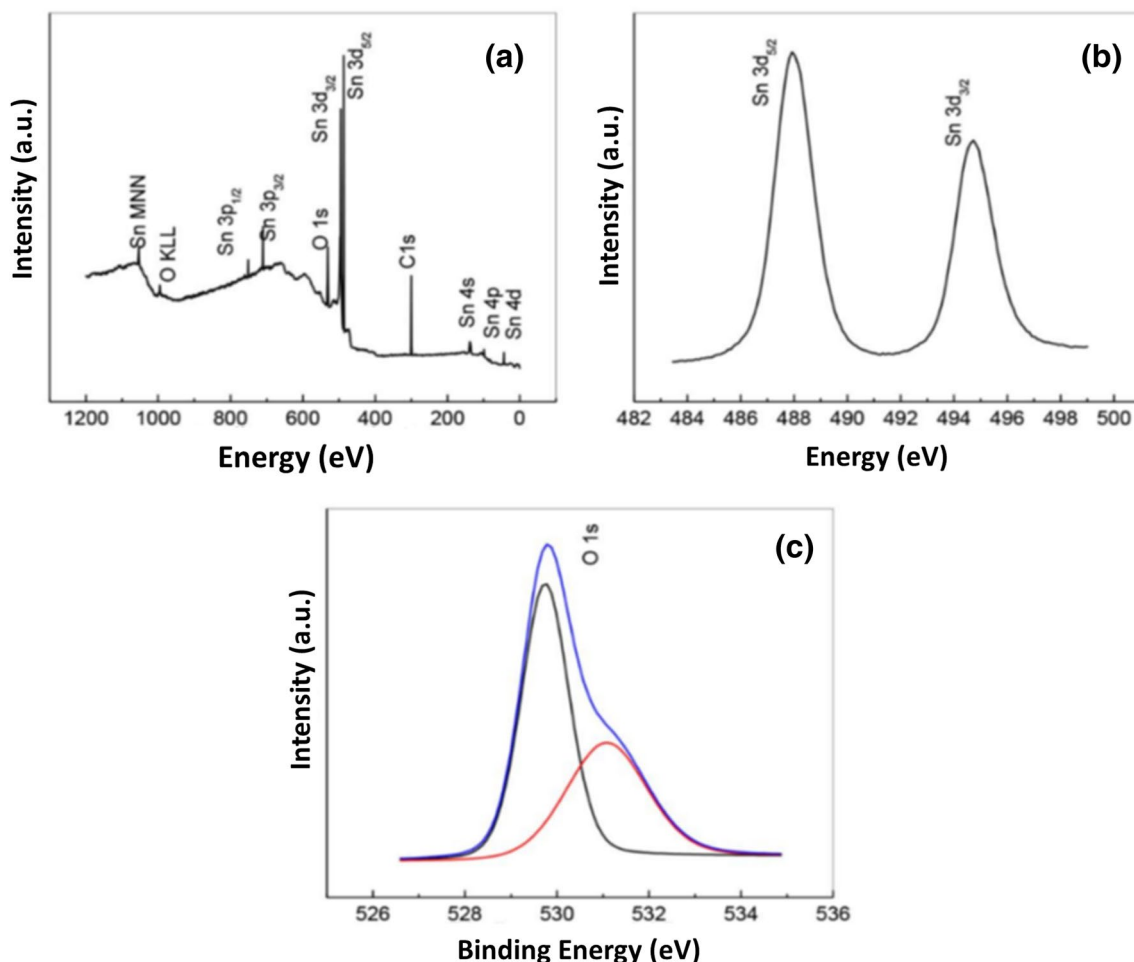 (a)
Intensity (a.u.)
Sn MNN
O KLL
Sn 3p1/2
Sn 3p3/2
O 1s
Sn 3d3/2
Sn 3d5/2
C1s
Sn 4s
Sn 4p
Sn 4d
1200 1000 800 600 400 200 0
Energy (eV)
(b)
Intensity (a.u.)
Sn 3d5/2
Sn 3d3/2
482 484 486 488 490 492 494 496 498 500
Energy (eV)
(c)
Intensity (a.u.)
O 1s
526 528 530 532 534 536
Binding Energy (eV)